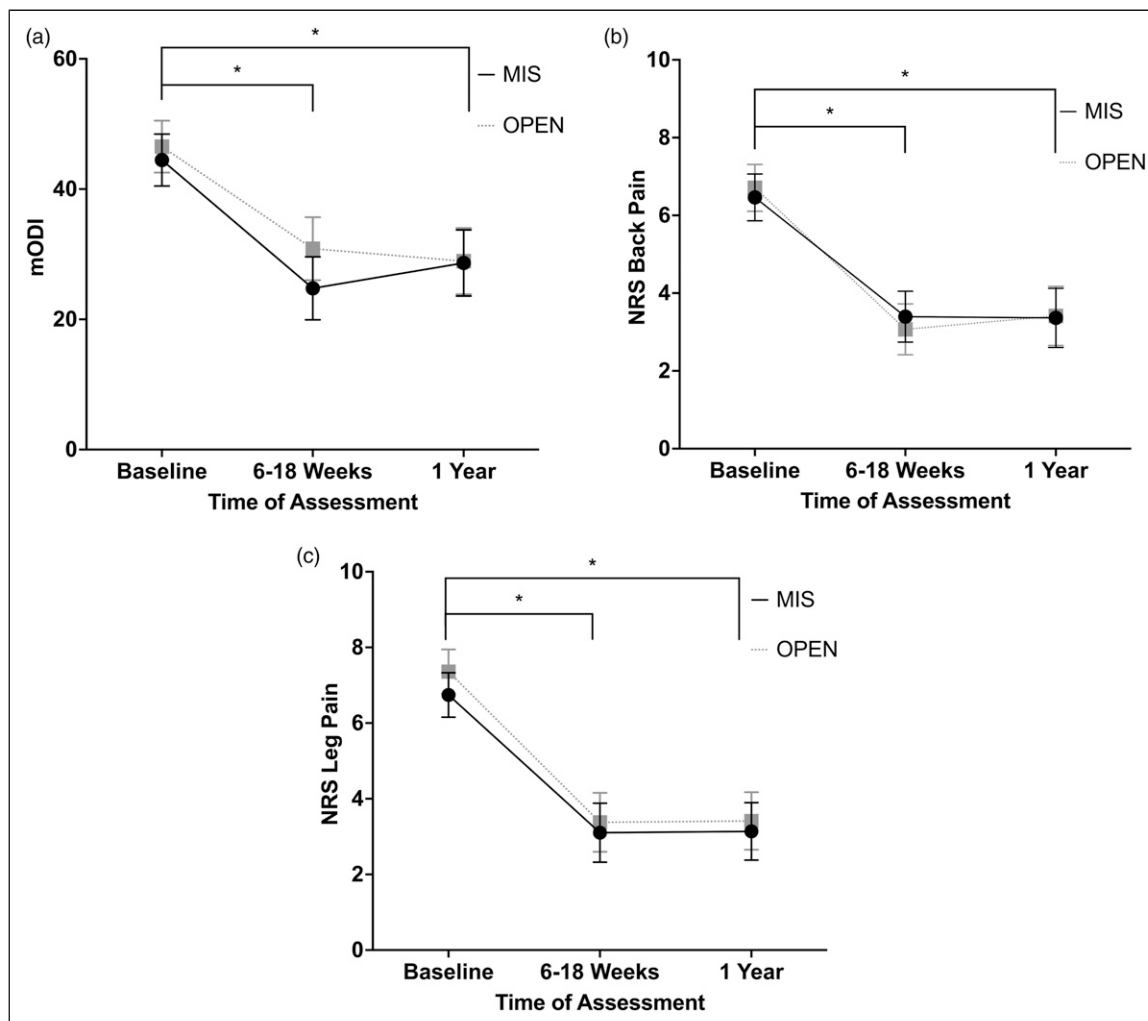 (a)
60
40
20
0
mODI
*
*
MIS
OPEN
Baseline 6-18 Weeks 1 Year
Time of Assessment
(b)
10
8
6
4
2
0
NRS Back Pain
*
*
MIS
OPEN
Baseline 6-18 Weeks 1 Year
Time of Assessment
(c)
10
8
6
4
2
0
NRS Leg Pain
*
*
MIS
OPEN
Baseline 6-18 Weeks 1 Year
Time of Assessment